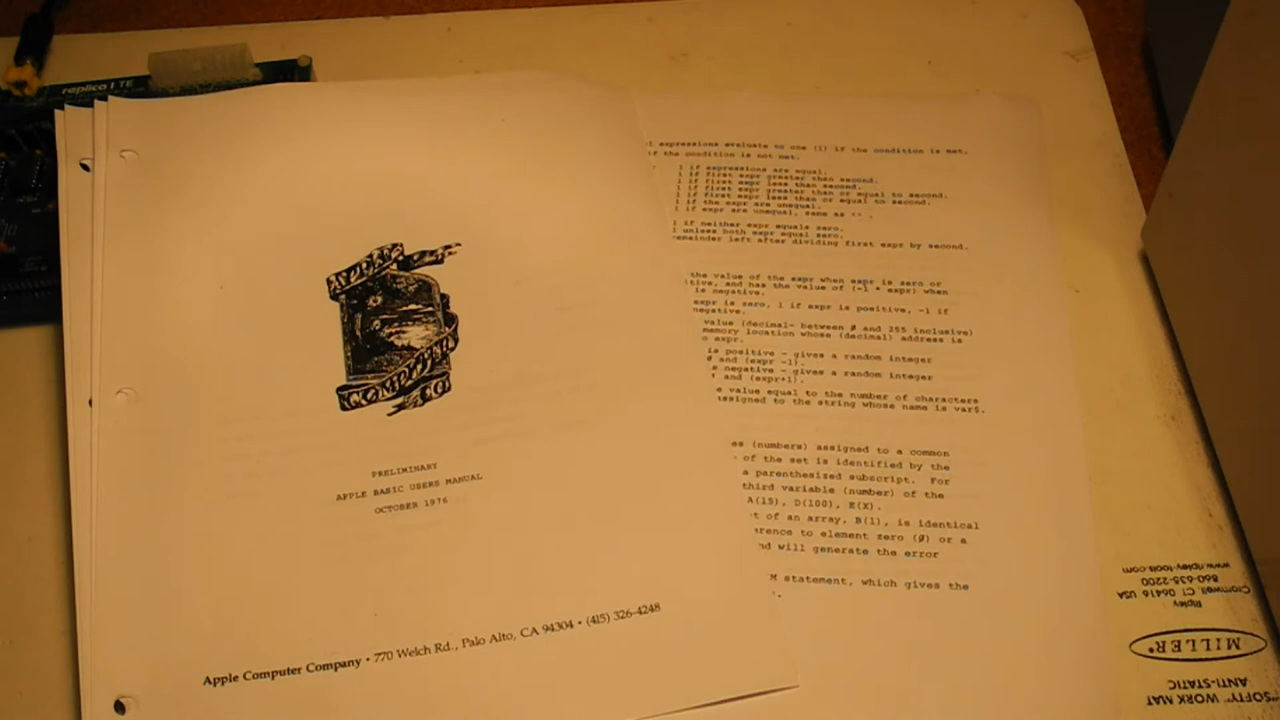 replica 1 TE
APPLE
COMPUTER
CO
PRELIMINARY
APPLE BASIC USERS MANUAL
OCTOBER 1976
Apple Computer Company • 770 Welch Rd., Palo Alto, CA 94304 • (415) 326-4248
expressions evaluate to one (1) if the condition is met.
if the condition is not met.
1 if expressions are equal.
1 if first expr greater than second.
1 if first expr less than second.
1 if first expr greater than or equal to second.
1 if first expr less than or equal to second.
1 if the expr are unequal.
1 if expr are unequal, same as <> .
1 if neither expr equals zero.
1 unless both expr equal zero.
remainder left after dividing first expr by second.
the value of the expr when expr is zero or
tive, and has the value of (-1 * expr) when
is negative.
expr is zero, 1 if expr is positive, -1 if
negative.
value (decimal- between Ø and 255 inclusive)
memory location whose (decimal) address is
o expr.
is positive - gives a random integer
Ø and (expr -1).
e negative - gives a random integer
and (expr+1).
e value equal to the number of characters
assigned to the string whose name is var$.
es (numbers) assigned to a common
of the set is identified by the
a parenthesized subscript. For
third variable (number) of the
A(15), D(100), E(X).
t of an array, B(1), is identical
rence to element zero (Ø) or a
nd will generate the error
M statement, which gives the
"SOFTY" WORK MAT
ANTI-STATIC
MILLER®
Ripley
Cromwell, CT 06416 USA
860-635-2200
www.ripley-tools.com